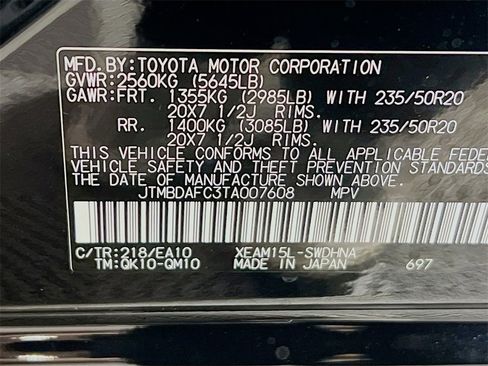 MFD. BY: TOYOTA MOTOR CORPORATION
GVWR: 2560KG (5645LB)
GAWR: FRT. 1355KG (2985LB) WITH 235/50R20
20X7 1/2J RIMS.
RR. 1400KG (3085LB) WITH 235/50R20
20X7 1/2J RIMS.
THIS VEHICLE CONFORMS TO ALL APPLICABLE FEDE
SAFETY AND THEFT PREVENTION STANDARDS
DATE OF MANUFACTURE SHOWN ABOVE.
JTMBDAFC3TA007608 MPV
C/TR: 218/EA10 XEAM15L-SWDHNA
TM: QK10-QM10 MADE IN JAPAN 697